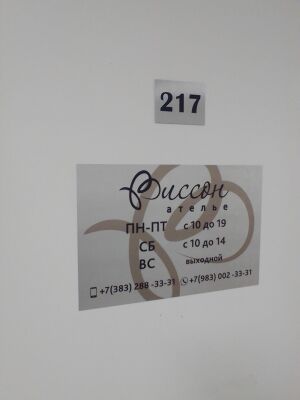 217
Виссон
ателье
ПН-ПТ с 10 до 19
СБ с 10 до 14
ВС выходной
+7(383) 288-33-31 +7(983) 002-33-31